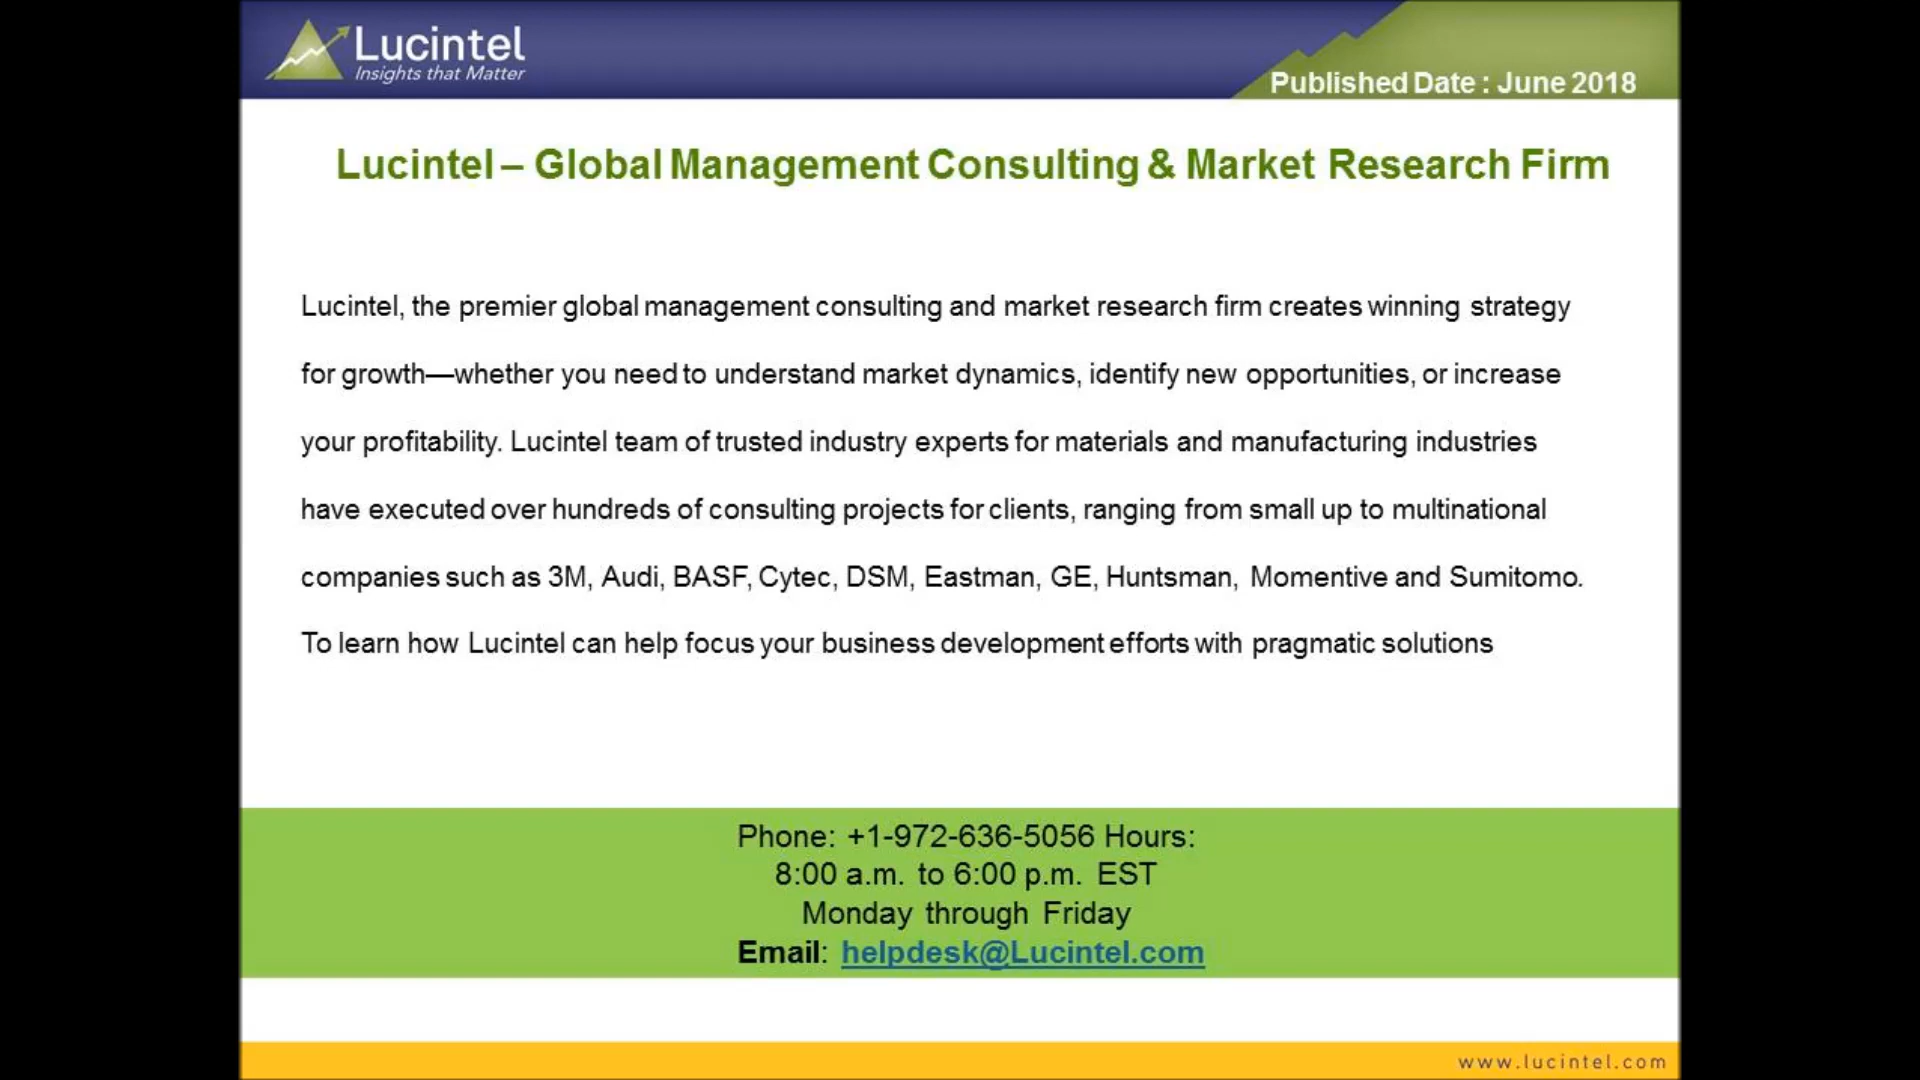 Lucintel
Insights that Matter
Published Date : June 2018
Lucintel – Global Management Consulting & Market Research Firm
Lucintel, the premier global management consulting and market research firm creates winning strategy
for growth—whether you need to understand market dynamics, identify new opportunities, or increase
your profitability. Lucintel team of trusted industry experts for materials and manufacturing industries
have executed over hundreds of consulting projects for clients, ranging from small up to multinational
companies such as 3M, Audi, BASF, Cytec, DSM, Eastman, GE, Huntsman, Momentive and Sumitomo.
To learn how Lucintel can help focus your business development efforts with pragmatic solutions
Phone: +1-972-636-5056 Hours:
8:00 a.m. to 6:00 p.m. EST
Monday through Friday
Email: helpdesk@Lucintel.com
www.lucintel.com